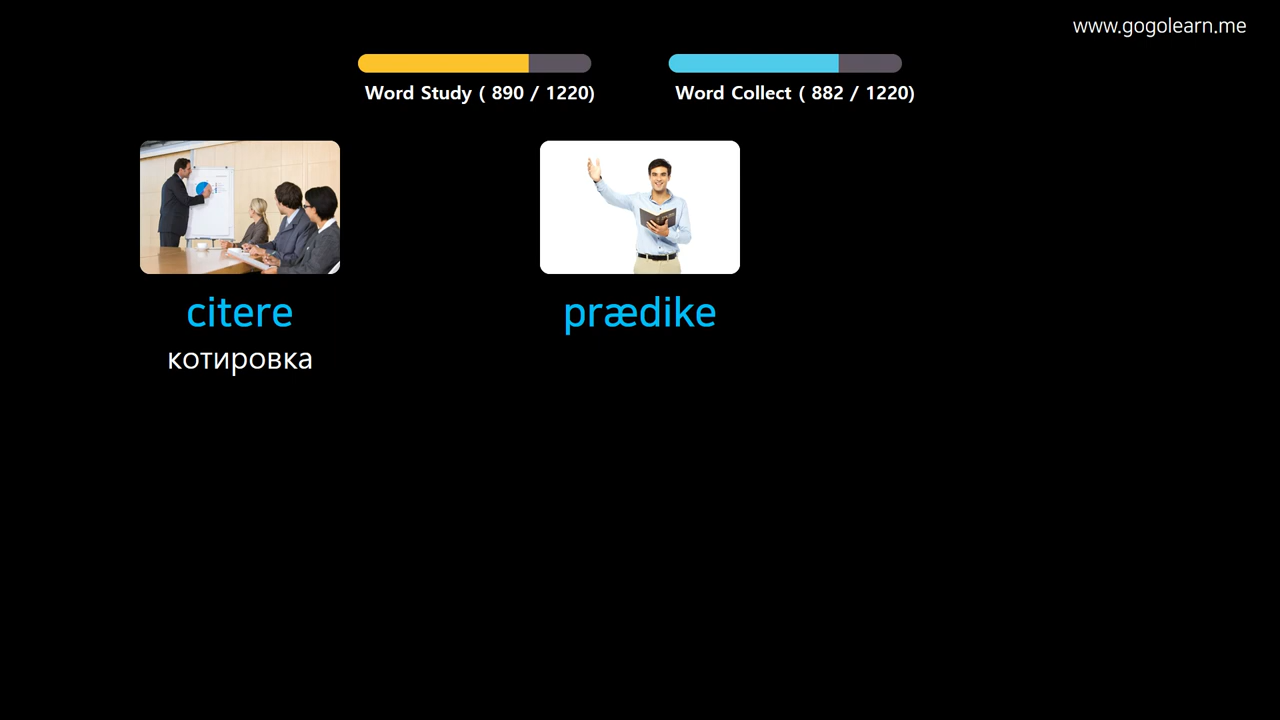 www.gogolearn.me
Word Study ( 890 / 1220)
Word Collect ( 882 / 1220)
citere
prædike
котировка